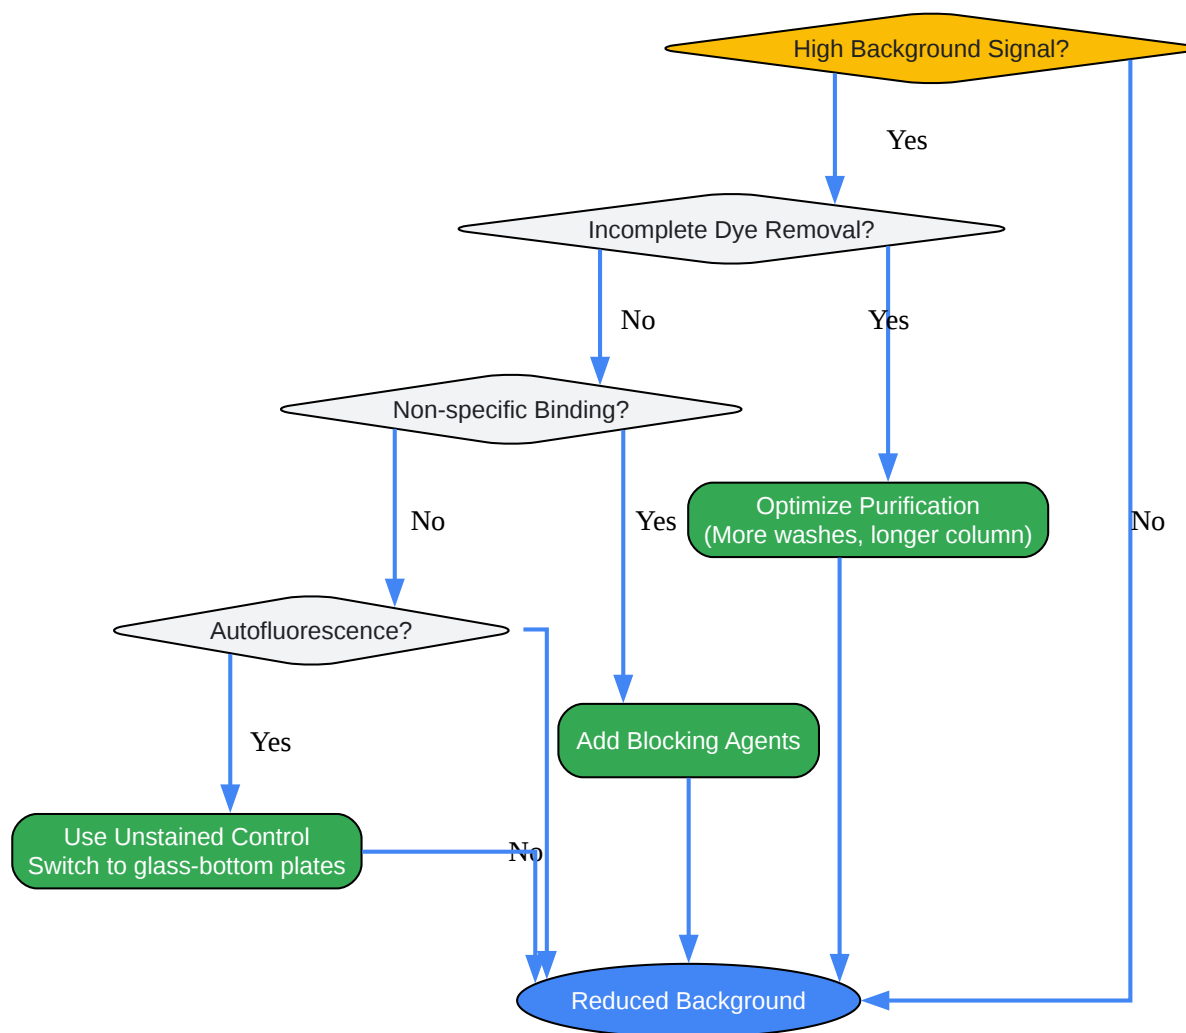 High Background Signal?
Yes
Incomplete Dye Removal?
No
Yes
Non-specific Binding?
Optimize Purification
(More washes, longer column)
No
Yes
No
Autofluorescence?
Yes
Add Blocking Agents
Use Unstained Control
Switch to glass-bottom plates
No
Reduced Background